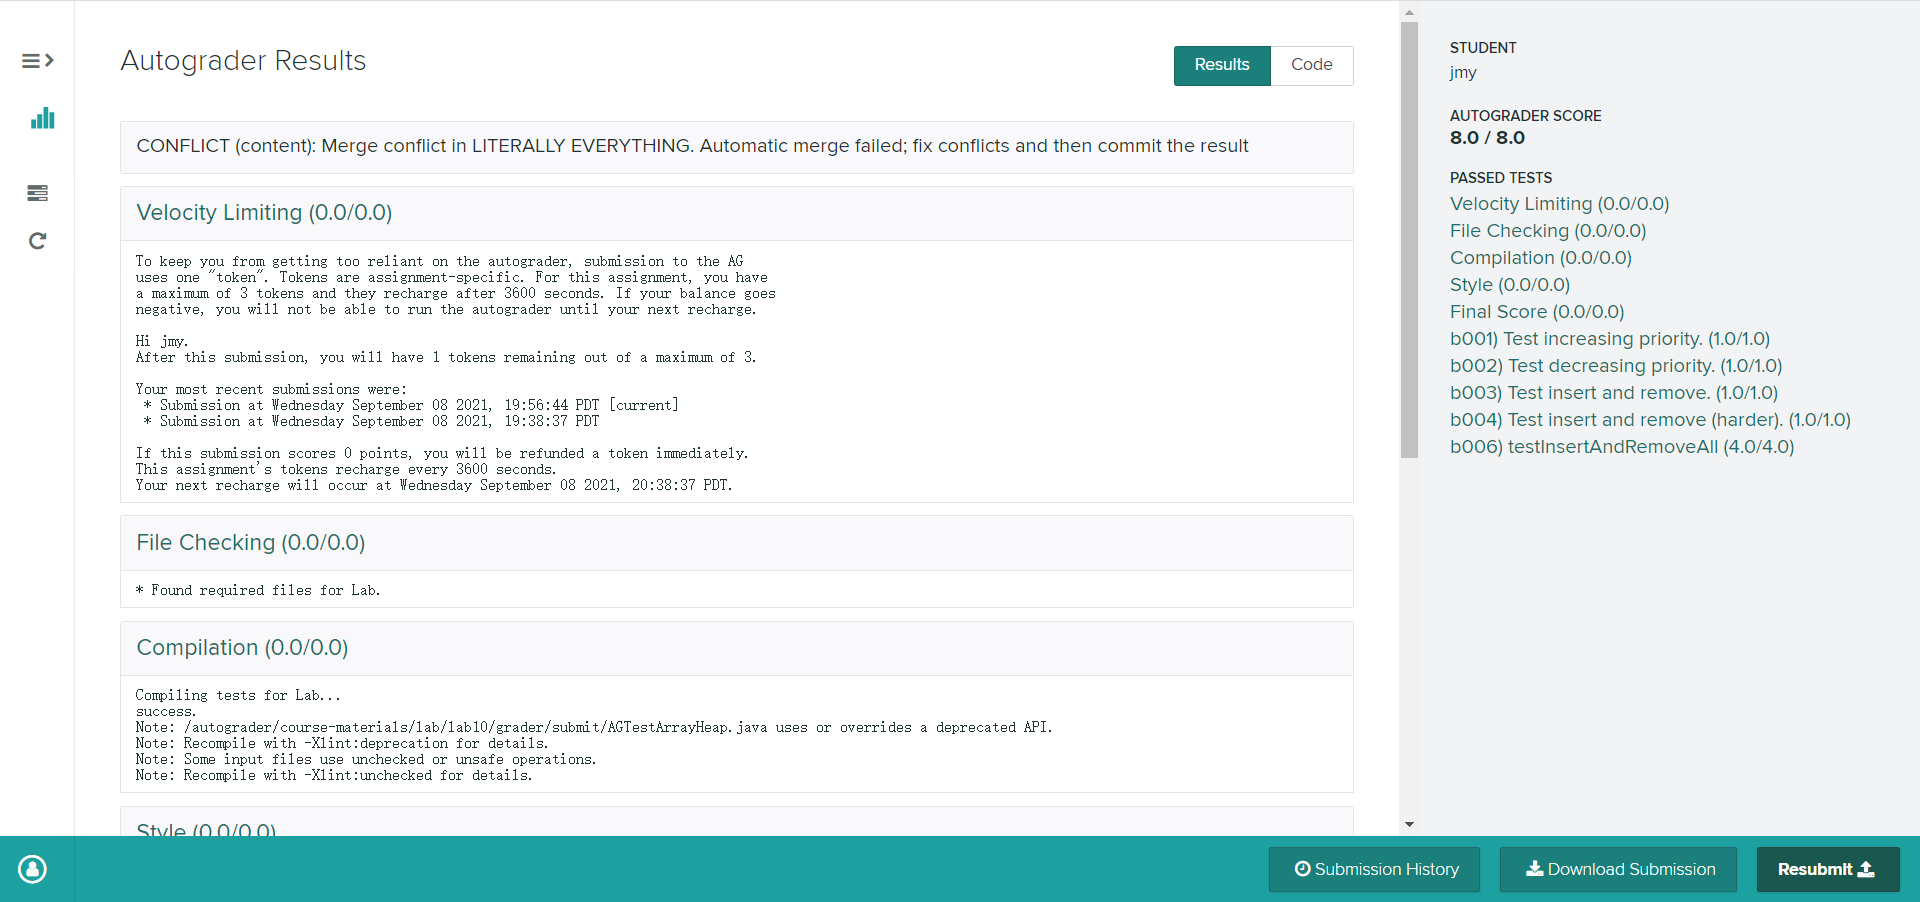 Autograder Results
Results
Code
CONFLICT (content): Merge conflict in LITERALLY EVERYTHING. Automatic merge failed; fix conflicts and then commit the result
Velocity Limiting (0.0/0.0)
To keep you from getting too reliant on the autograder, submission to the AG
uses one "token". Tokens are assignment-specific. For this assignment, you have
a maximum of 3 tokens and they recharge after 3600 seconds. If your balance goes
negative, you will not be able to run the autograder until your next recharge.
Hi jmy.
After this submission, you will have 1 tokens remaining out of a maximum of 3.
Your most recent submissions were:
* Submission at Wednesday September 08 2021, 19:56:44 PDT [current]
* Submission at Wednesday September 08 2021, 19:38:37 PDT
If this submission scores 0 points, you will be refunded a token immediately.
This assignment's tokens recharge every 3600 seconds.
Your next recharge will occur at Wednesday September 08 2021, 20:38:37 PDT.
File Checking (0.0/0.0)
* Found required files for Lab.
Compilation (0.0/0.0)
Compiling tests for Lab...
success.
Note: /autograder/course-materials/lab/lab10/grader/submit/AGTestArrayHeap.java uses or overrides a deprecated API.
Note: Recompile with -Xlint:deprecation for details.
Note: Some input files use unchecked or unsafe operations.
Note: Recompile with -Xlint:unchecked for details.
Style (0.0/0.0)
STUDENT
jmy
AUTOGRADER SCORE
8.0 / 8.0
PASSED TESTS
Velocity Limiting (0.0/0.0)
File Checking (0.0/0.0)
Compilation (0.0/0.0)
Style (0.0/0.0)
Final Score (0.0/0.0)
b001) Test increasing priority. (1.0/1.0)
b002) Test decreasing priority. (1.0/1.0)
b003) Test insert and remove. (1.0/1.0)
b004) Test insert and remove (harder). (1.0/1.0)
b006) testInsertAndRemoveAll (4.0/4.0)
Submission History
Download Submission
Resubmit